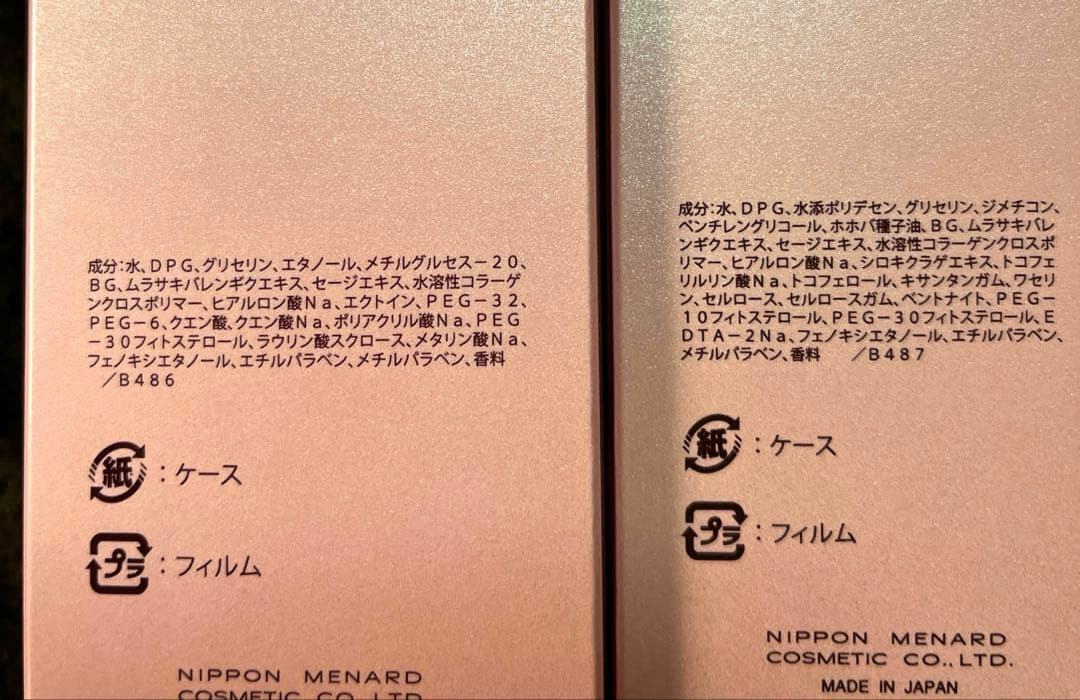 成分:水、DPG、グリセリン、エタノール、メチルグルセス−20、
BG、ムラサキバレンギクエキス、セージエキス、水溶性コラーゲ
ンクロスポリマー、ヒアルロン酸Na、エクトイン、PEG−32、
PEG−6、クエン酸、クエン酸Na、ポリアクリル酸Na、PEG
−30フィトステロール、ラウリン酸スクロース、メタリン酸Na、
フェノキシエタノール、エチルパラベン、メチルパラベン、香料
/B486
紙:ケース
プラ:フィルム
NIPPON MENARD
COSMETIC CO., LTD.
成分:水、DPG、水添ポリデセン、グリセリン、ジメチコン、
ペンチレングリコール、ホホバ種子油、BG、ムラサキバレ
ンギクエキス、セージエキス、水溶性コラーゲンクロスポ
リマー、ヒアルロン酸Na、シロキクラゲエキス、トコフェ
リルリン酸Na、トコフェロール、キサンタンガム、ワセリ
ン、セルロース、セルロースガム、ベントナイト、PEG−
10フィトステロール、PEG−30フィトステロール、E
DTA−2Na、フェノキシエタノール、エチルパラベン、
メチルパラベン、香料 /B487
紙:ケース
プラ:フィルム
NIPPON MENARD
COSMETIC CO., LTD.
MADE IN JAPAN